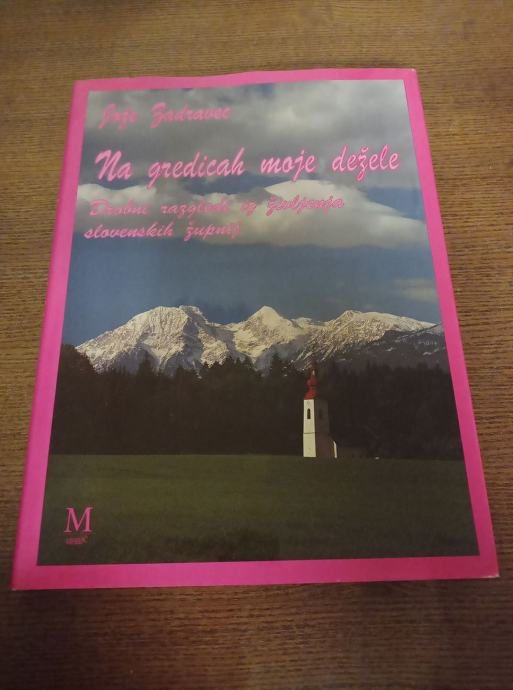 Jože Zadravec
Na gredicah moje dežele
Drobni razgledi iz življenja
slovenskih župnij
M